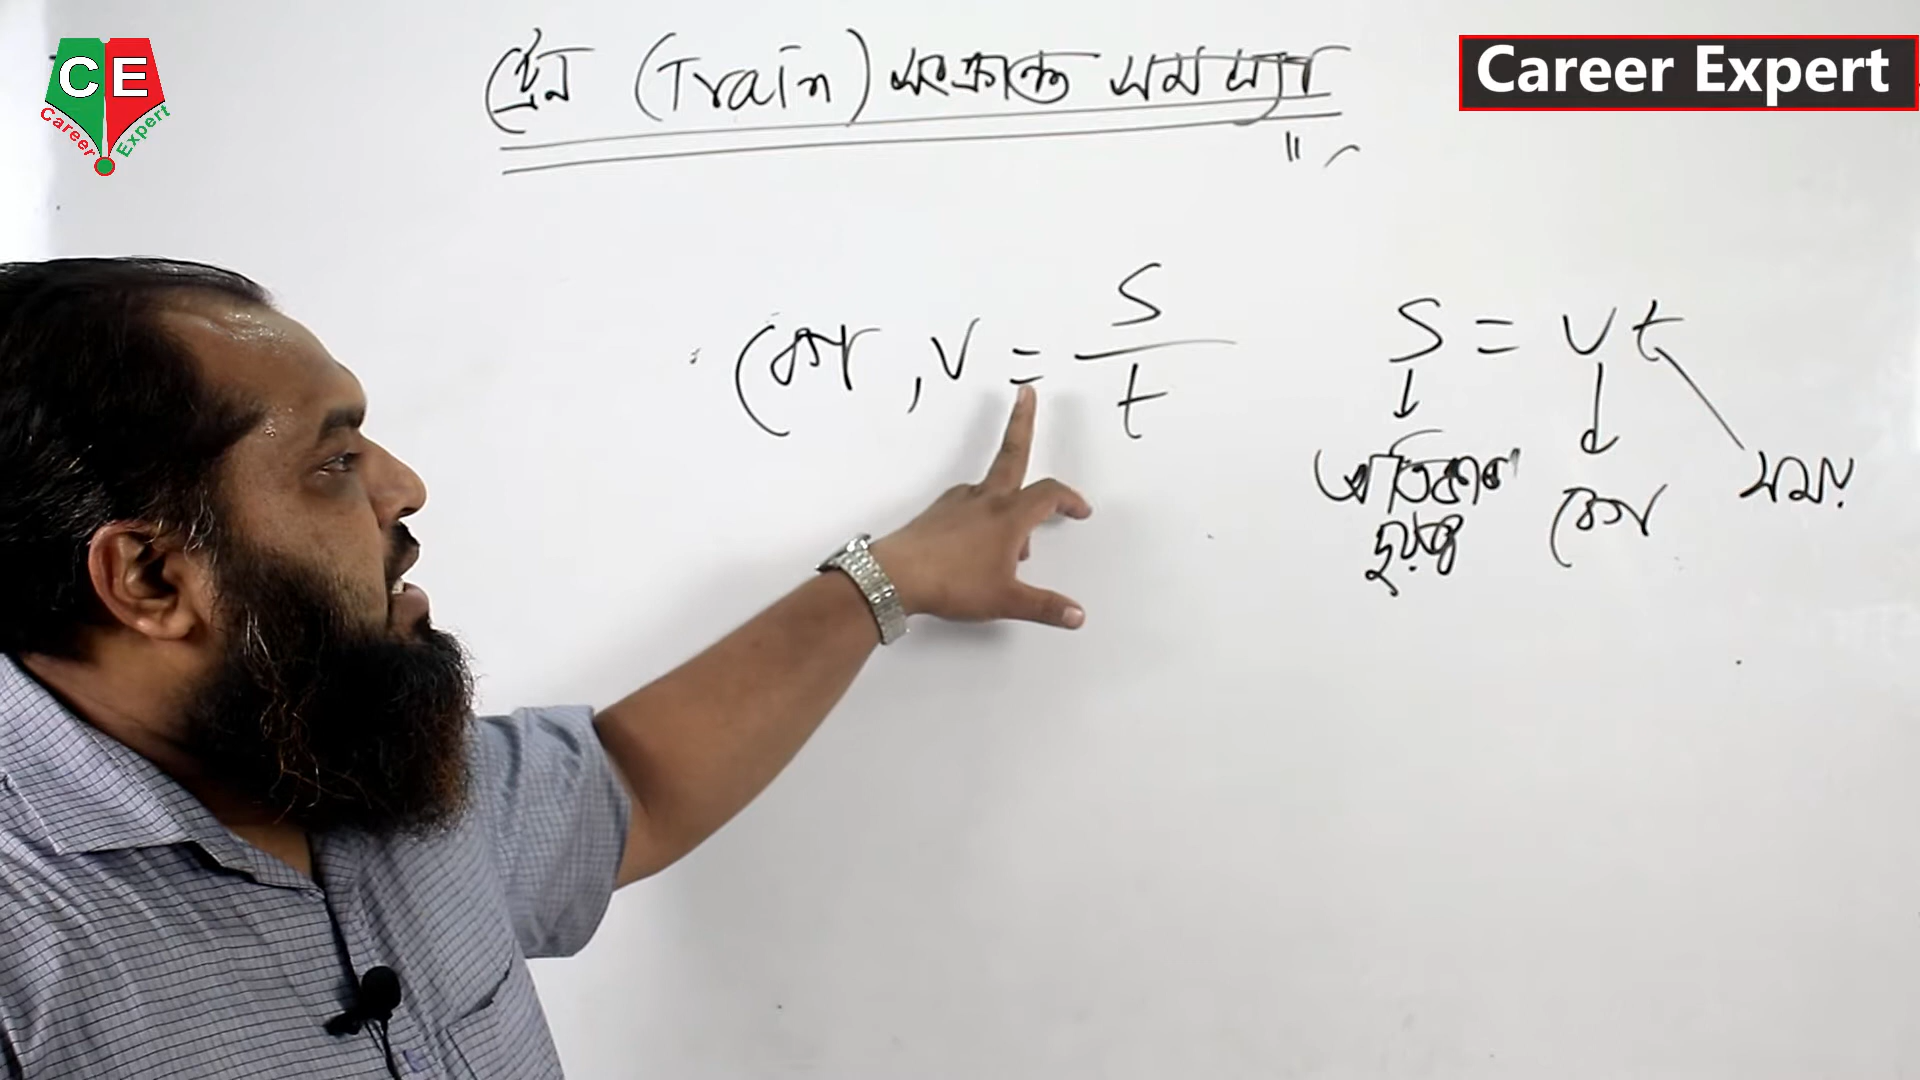 CE
Career Expert
Career Expert
ট্রেন (Train) সংক্রান্ত সমস্যা
বেগ, v = s/t
s = vt
অতিক্রান্ত দূরত্ব
বেগ
সময়